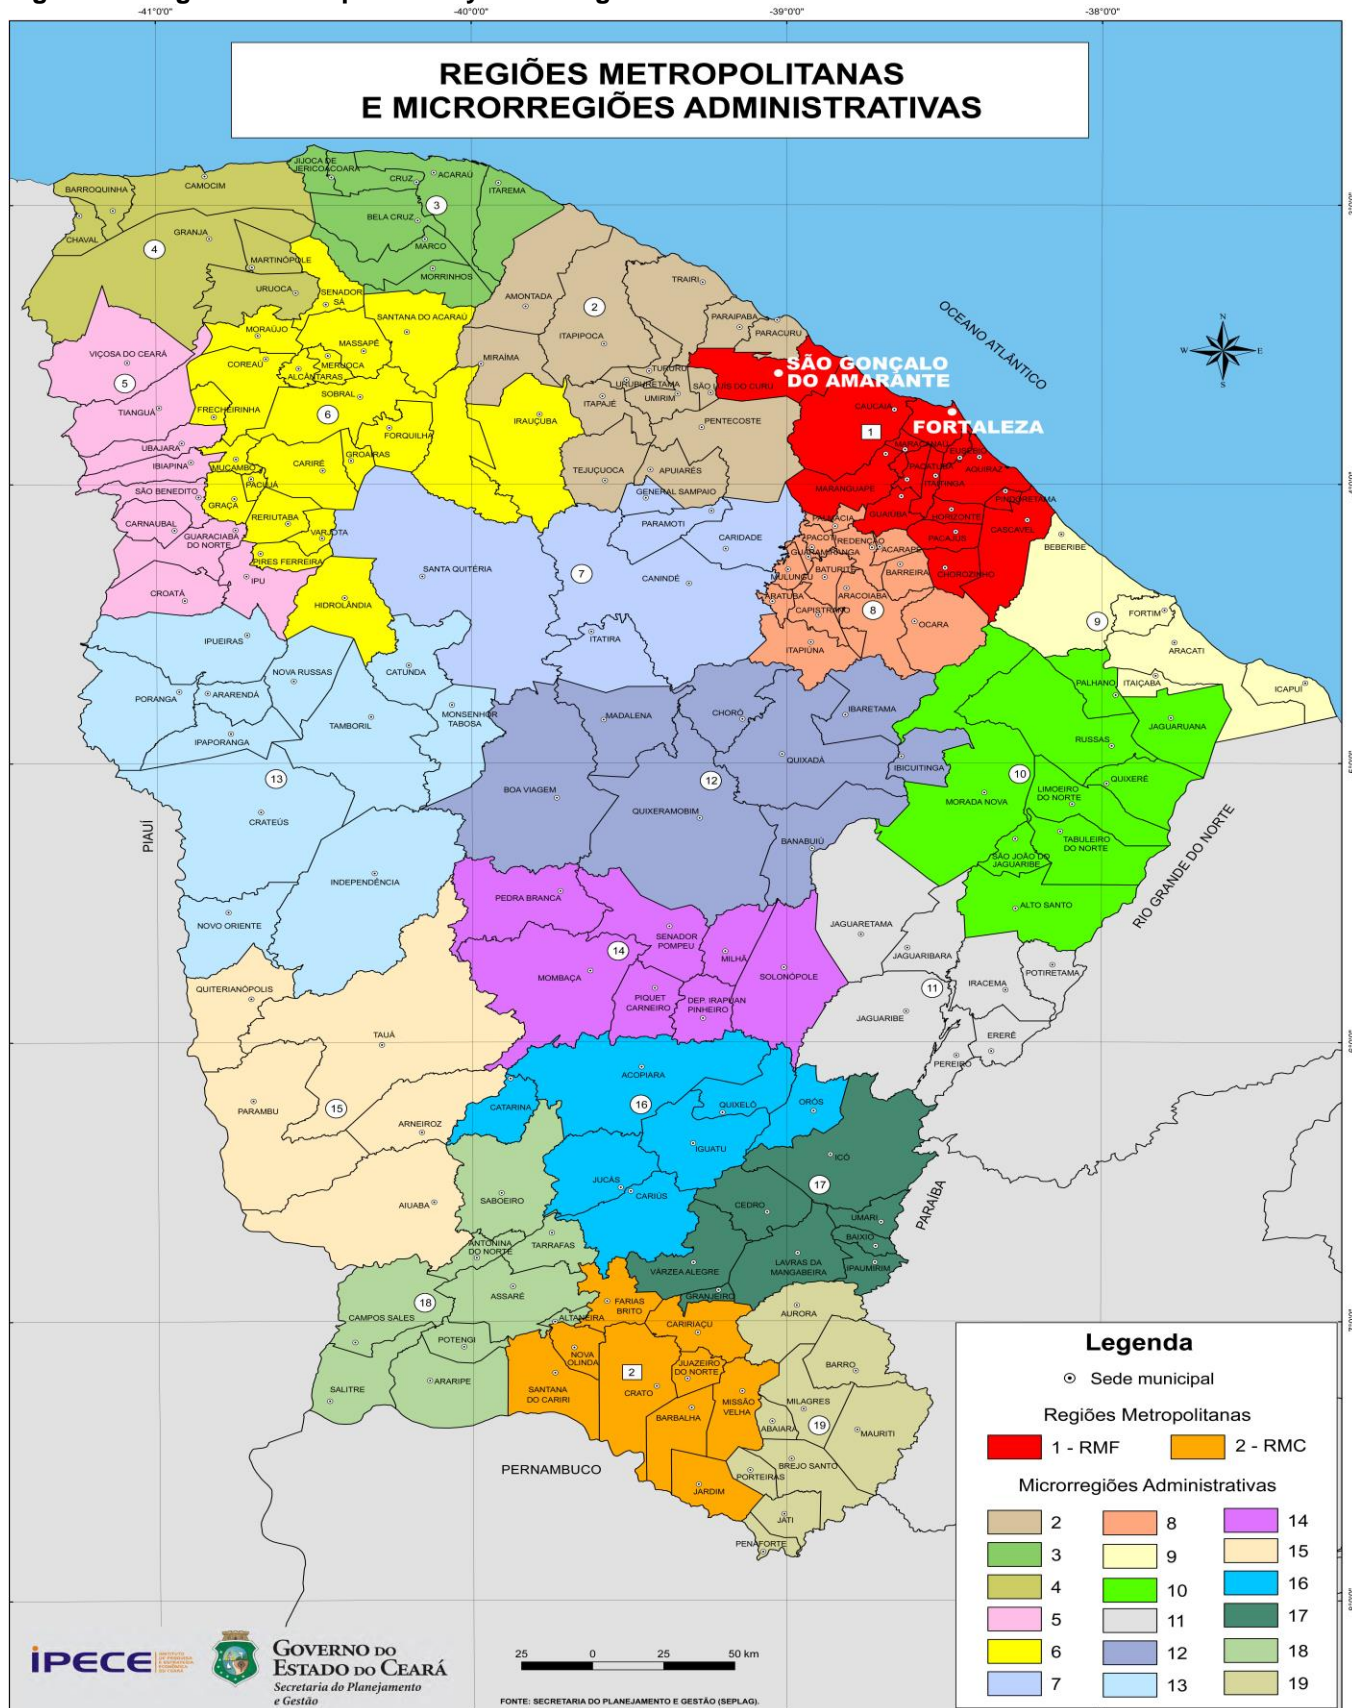 -41°0'0"
-40°0'0"
-39°0'0"
-38°0'0"
REGIÕES METROPOLITANAS
E MICRORREGIÕES ADMINISTRATIVAS
JIJOCA DE
JERICOACOARA
CRUZ
ACARAÚ
ITAREMA
BARROQUINHA
CAMOCIM
3
BELA CRUZ
CHAVAL
GRANJA
4
MARCO
MARTINÓPOLE
MORRINHOS
URUOCA
SENADOR
SÁ
TRAIRI
AMONTADA
2
OCEANO ATLÂNTICO
N
W
E
S
SANTANA DO ACARAÚ
PARAIPABA
PARACURU
MORAÚJO
ITAPIPOCA
VIÇOSA DO CEARÁ
COREAÚ
MASSAPÊ
MERUOCA
ALCÂNTARAS
MIRAÍMA
SÃO GONÇALO
DO AMARANTE
5
TURURU
URUBURETAMA
SÃO LUÍS DO CURU
UMIRIM
SOBRAL
ITAPAJÉ
TIANGUÁ
FRECHEIRINHA
6
IRAUÇUBA
CAUCAIA
FORTALEZA
FORQUILHA
PENTECOSTE
1
UBAJARA
MARACANAÚ
EUSÉBIO
IBIAPINA
MUCAMBO
CARIRÉ
GROAÍRAS
TEJUÇUOCA
APUIARÉS
PACATUBA
AQUIRAZ
ITAITINGA
PACUJÁ
MARANGUAPE
SÃO BENEDITO
GRAÇA
GENERAL SAMPAIO
PINDORETAMA
GUAIÚBA
HORIZONTE
CARNAUBAL
RERIUTABA
PARAMOTI
PALMÁCIA
CASCAVEL
GUARACIABA
DO NORTE
VARJOTA
CARIDADE
PACOTI
REDENÇÃO
ACARAPE
PACAJUS
BEBERIBE
PIRES FERREIRA
GUARAMIRANGA
IPU
SANTA QUITÉRIA
7
CANINDÉ
MULUNGU
BATURITÉ
BARREIRA
CHOROZINHO
CROATÁ
HIDROLÂNDIA
ARATUBA
ARACOIABA
CAPISTRANO
8
OCARA
FORTIM
9
IPUEIRAS
ITATIRA
ITAPIÚNA
ARACATI
NOVA RUSSAS
CATUNDA
ITAIÇABA
PORANGA
ARARENDÁ
PALHANO
ICAPUÍ
MONSENHOR
TABOSA
TAMBORIL
MADALENA
CHORÓ
IBARETAMA
JAGUARUANA
IPAPORANGA
RUSSAS
13
QUIXADÁ
IBICUITINGA
12
10
QUIXERÉ
BOA VIAGEM
MORADA NOVA
LIMOEIRO
DO NORTE
QUIXERAMOBIM
CRATEÚS
PIAUÍ
BANABUIÚ
TABULEIRO
DO NORTE
SÃO JOÃO DO
JAGUARIBE
RIO GRANDE DO NORTE
INDEPENDÊNCIA
PEDRA BRANCA
ALTO SANTO
NOVO ORIENTE
JAGUARETAMA
SENADOR
POMPEU
MILHÃ
JAGUARIBARA
14
MOMBAÇA
SOLONÓPOLE
POTIRETAMA
QUITERIANÓPOLIS
PIQUET
CARNEIRO
DEP. IRAPUAN
PINHEIRO
11
IRACEMA
JAGUARIBE
TAUÁ
ERERÊ
PEREIRO
ACOPIARA
PARAMBU
15
CATARINA
16
QUIXELÔ
ORÓS
ARNEIROZ
IGUATU
ICÓ
JUCÁS
17
SABOEIRO
CARIÚS
AIUABA
CEDRO
PARAÍBA
UMARI
ANTONINA
DO NORTE
TARRAFAS
BAIXIO
VÁRZEA ALEGRE
LAVRAS DA
MANGABEIRA
IPAUMIRIM
ASSARÉ
GRANJEIRO
18
FARIAS
BRITO
AURORA
CAMPOS SALES
ALTANEIRA
CARIRIAÇU
POTENGI
NOVA
OLINDA
JUAZEIRO
DO NORTE
BARRO
2
SALITRE
ARARIPE
SANTANA
DO CARIRI
CRATO
MISSÃO
VELHA
MILAGRES
BARBALHA
ABAIARA
19
MAURITI
PERNAMBUCO
BREJO SANTO
PORTEIRAS
JARDIM
JATI
PENAFORTE
Legenda
Sede municipal
Regiões Metropolitanas
1 - RMF
2 - RMC
Microrregiões Administrativas
2
8
14
3
9
15
4
10
16
5
11
17
6
12
18
7
13
19
IPECE
GOVERNO DO
ESTADO DO CEARÁ
Secretaria do Planejamento
e Gestão
25
0
25
50 km
FONTE: SECRETARIA DO PLANEJAMENTO E GESTÃO (SEPLAG).